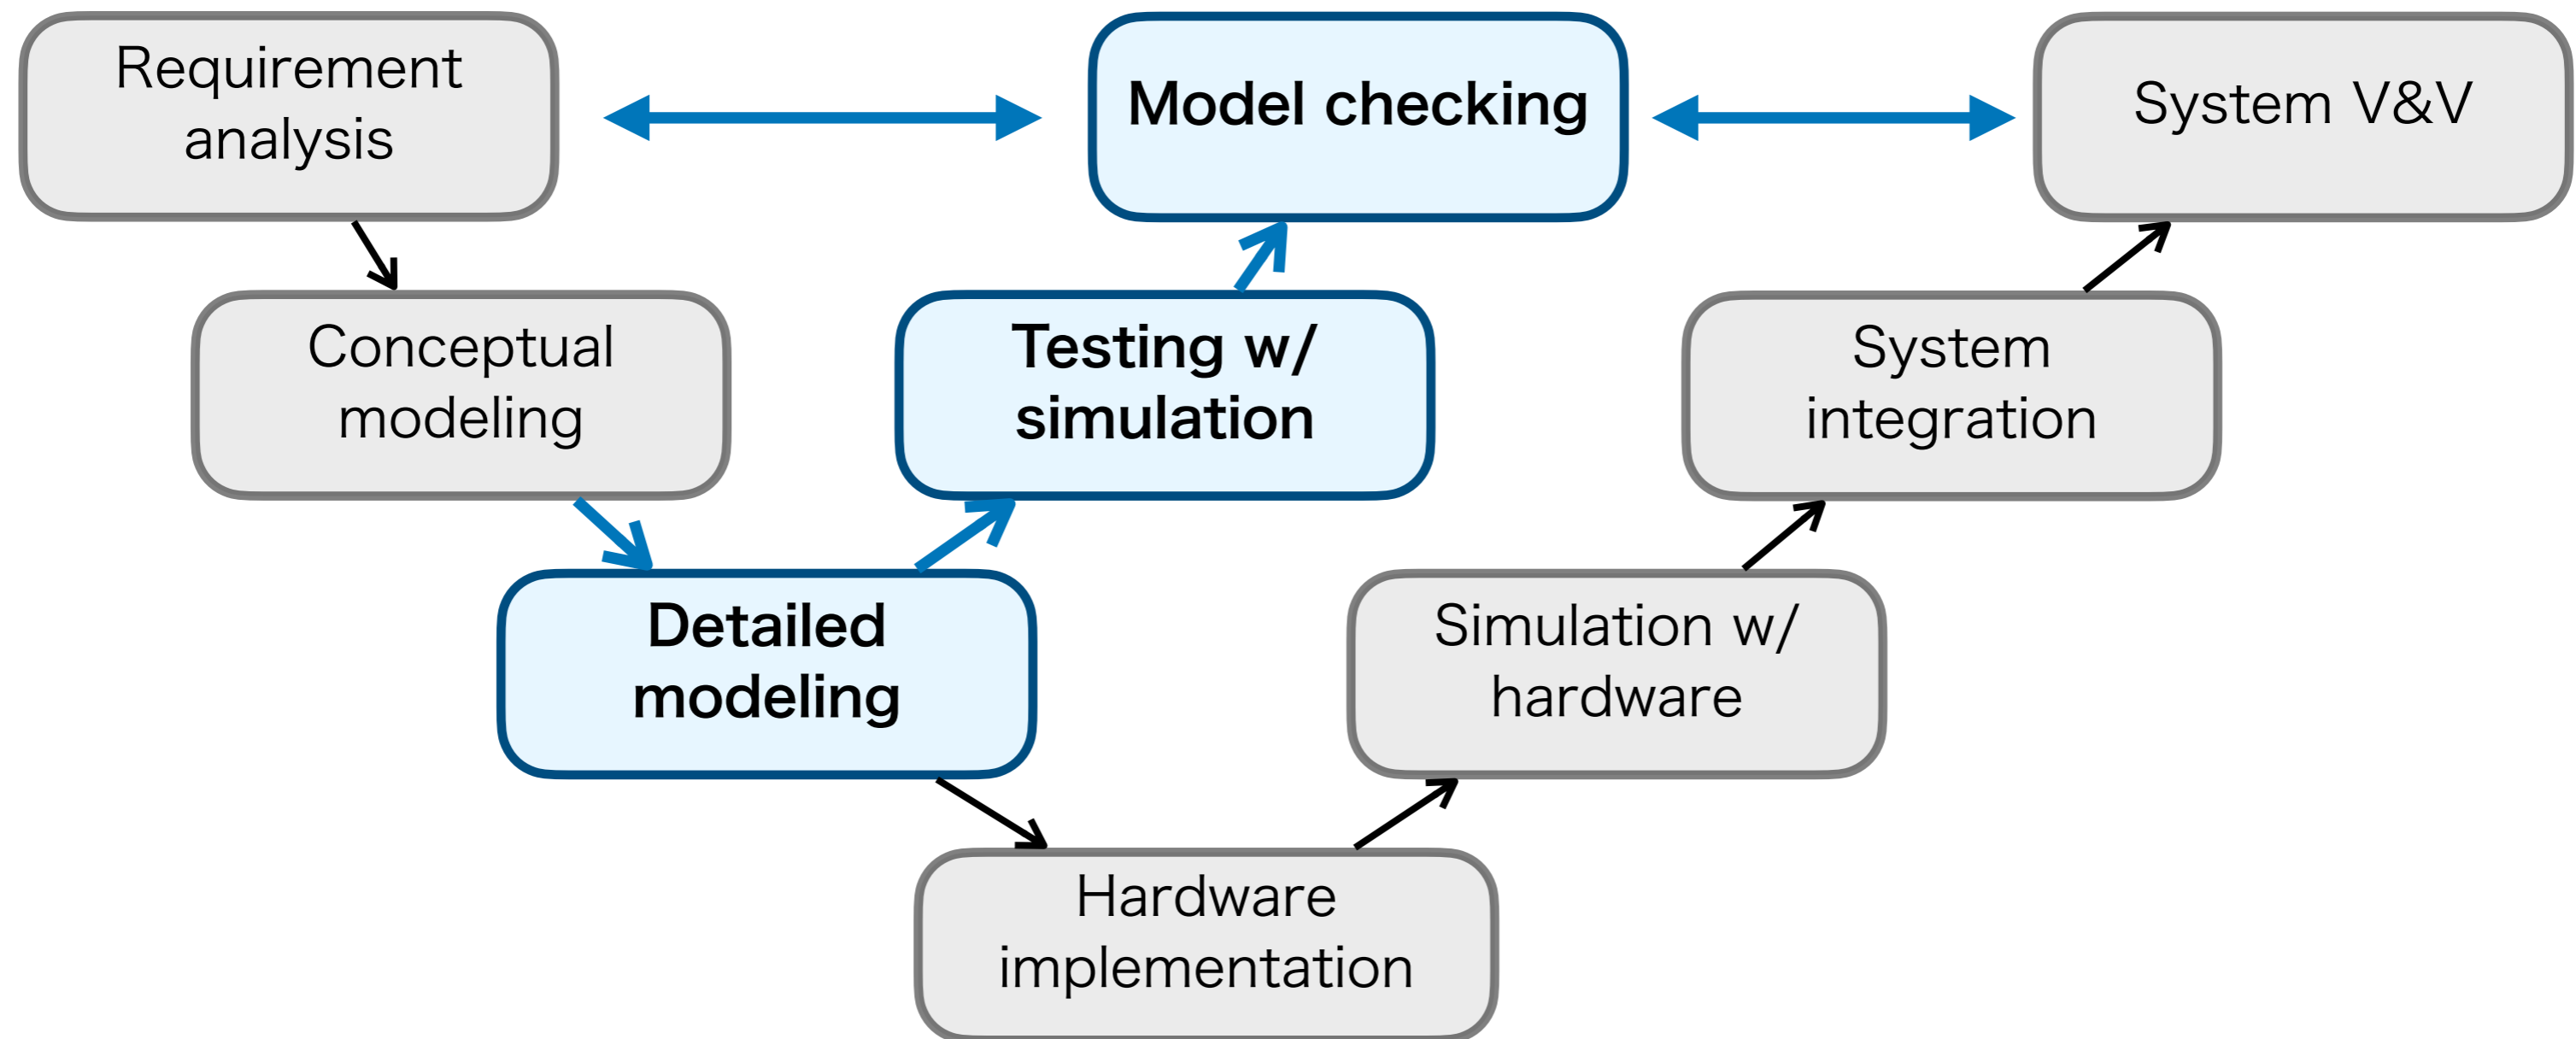 Requirement
analysis
Model checking
System V&V
Conceptual
modeling
Testing w/
simulation
System
integration
Detailed
modeling
Simulation w/
hardware
Hardware
implementation